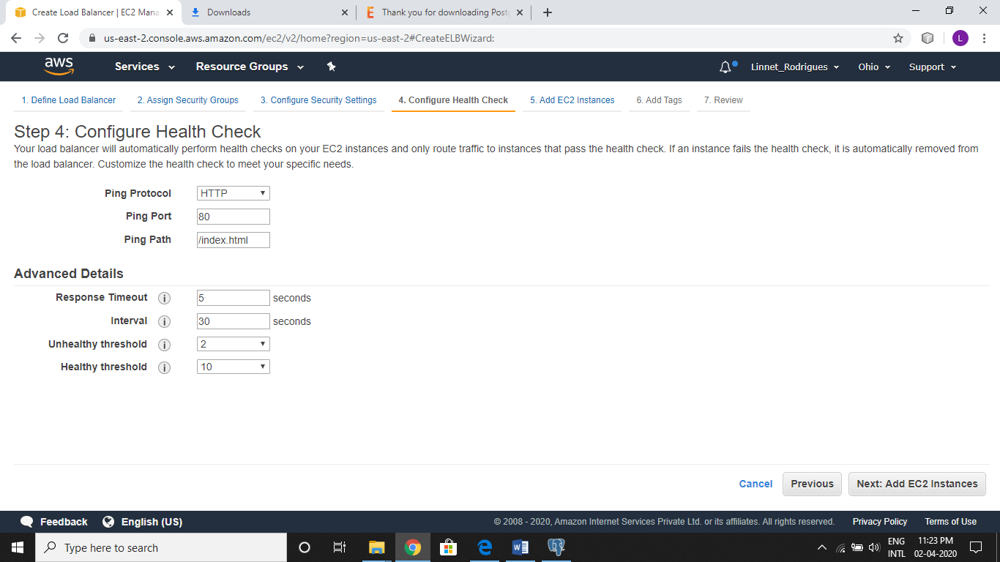 Create Load Balancer | EC2 Mana
Downloads
Thank you for downloading Post
us-east-2.console.aws.amazon.com/ec2/v2/home?region=us-east-2#CreateELBWizard:
L
aws
Services
Resource Groups
Linnet_Rodrigues
Ohio
Support
1. Define Load Balancer
2. Assign Security Groups
3. Configure Security Settings
4. Configure Health Check
5. Add EC2 Instances
6. Add Tags
7. Review
Step 4: Configure Health Check
Your load balancer will automatically perform health checks on your EC2 instances and only route traffic to instances that pass the health check. If an instance fails the health check, it is automatically removed from
the load balancer. Customize the health check to meet your specific needs.
Ping Protocol HTTP
Ping Port 80
Ping Path /index.html
Advanced Details
Response Timeout i 5 seconds
Interval i 30 seconds
Unhealthy threshold i 2
Healthy threshold i 10
Cancel
Previous
Next: Add EC2 Instances
Feedback
English (US)
© 2008 - 2020, Amazon Internet Services Private Ltd. or its affiliates. All rights reserved.
Privacy Policy
Terms of Use
Type here to search
ENG
INTL
11:23 PM
02-04-2020